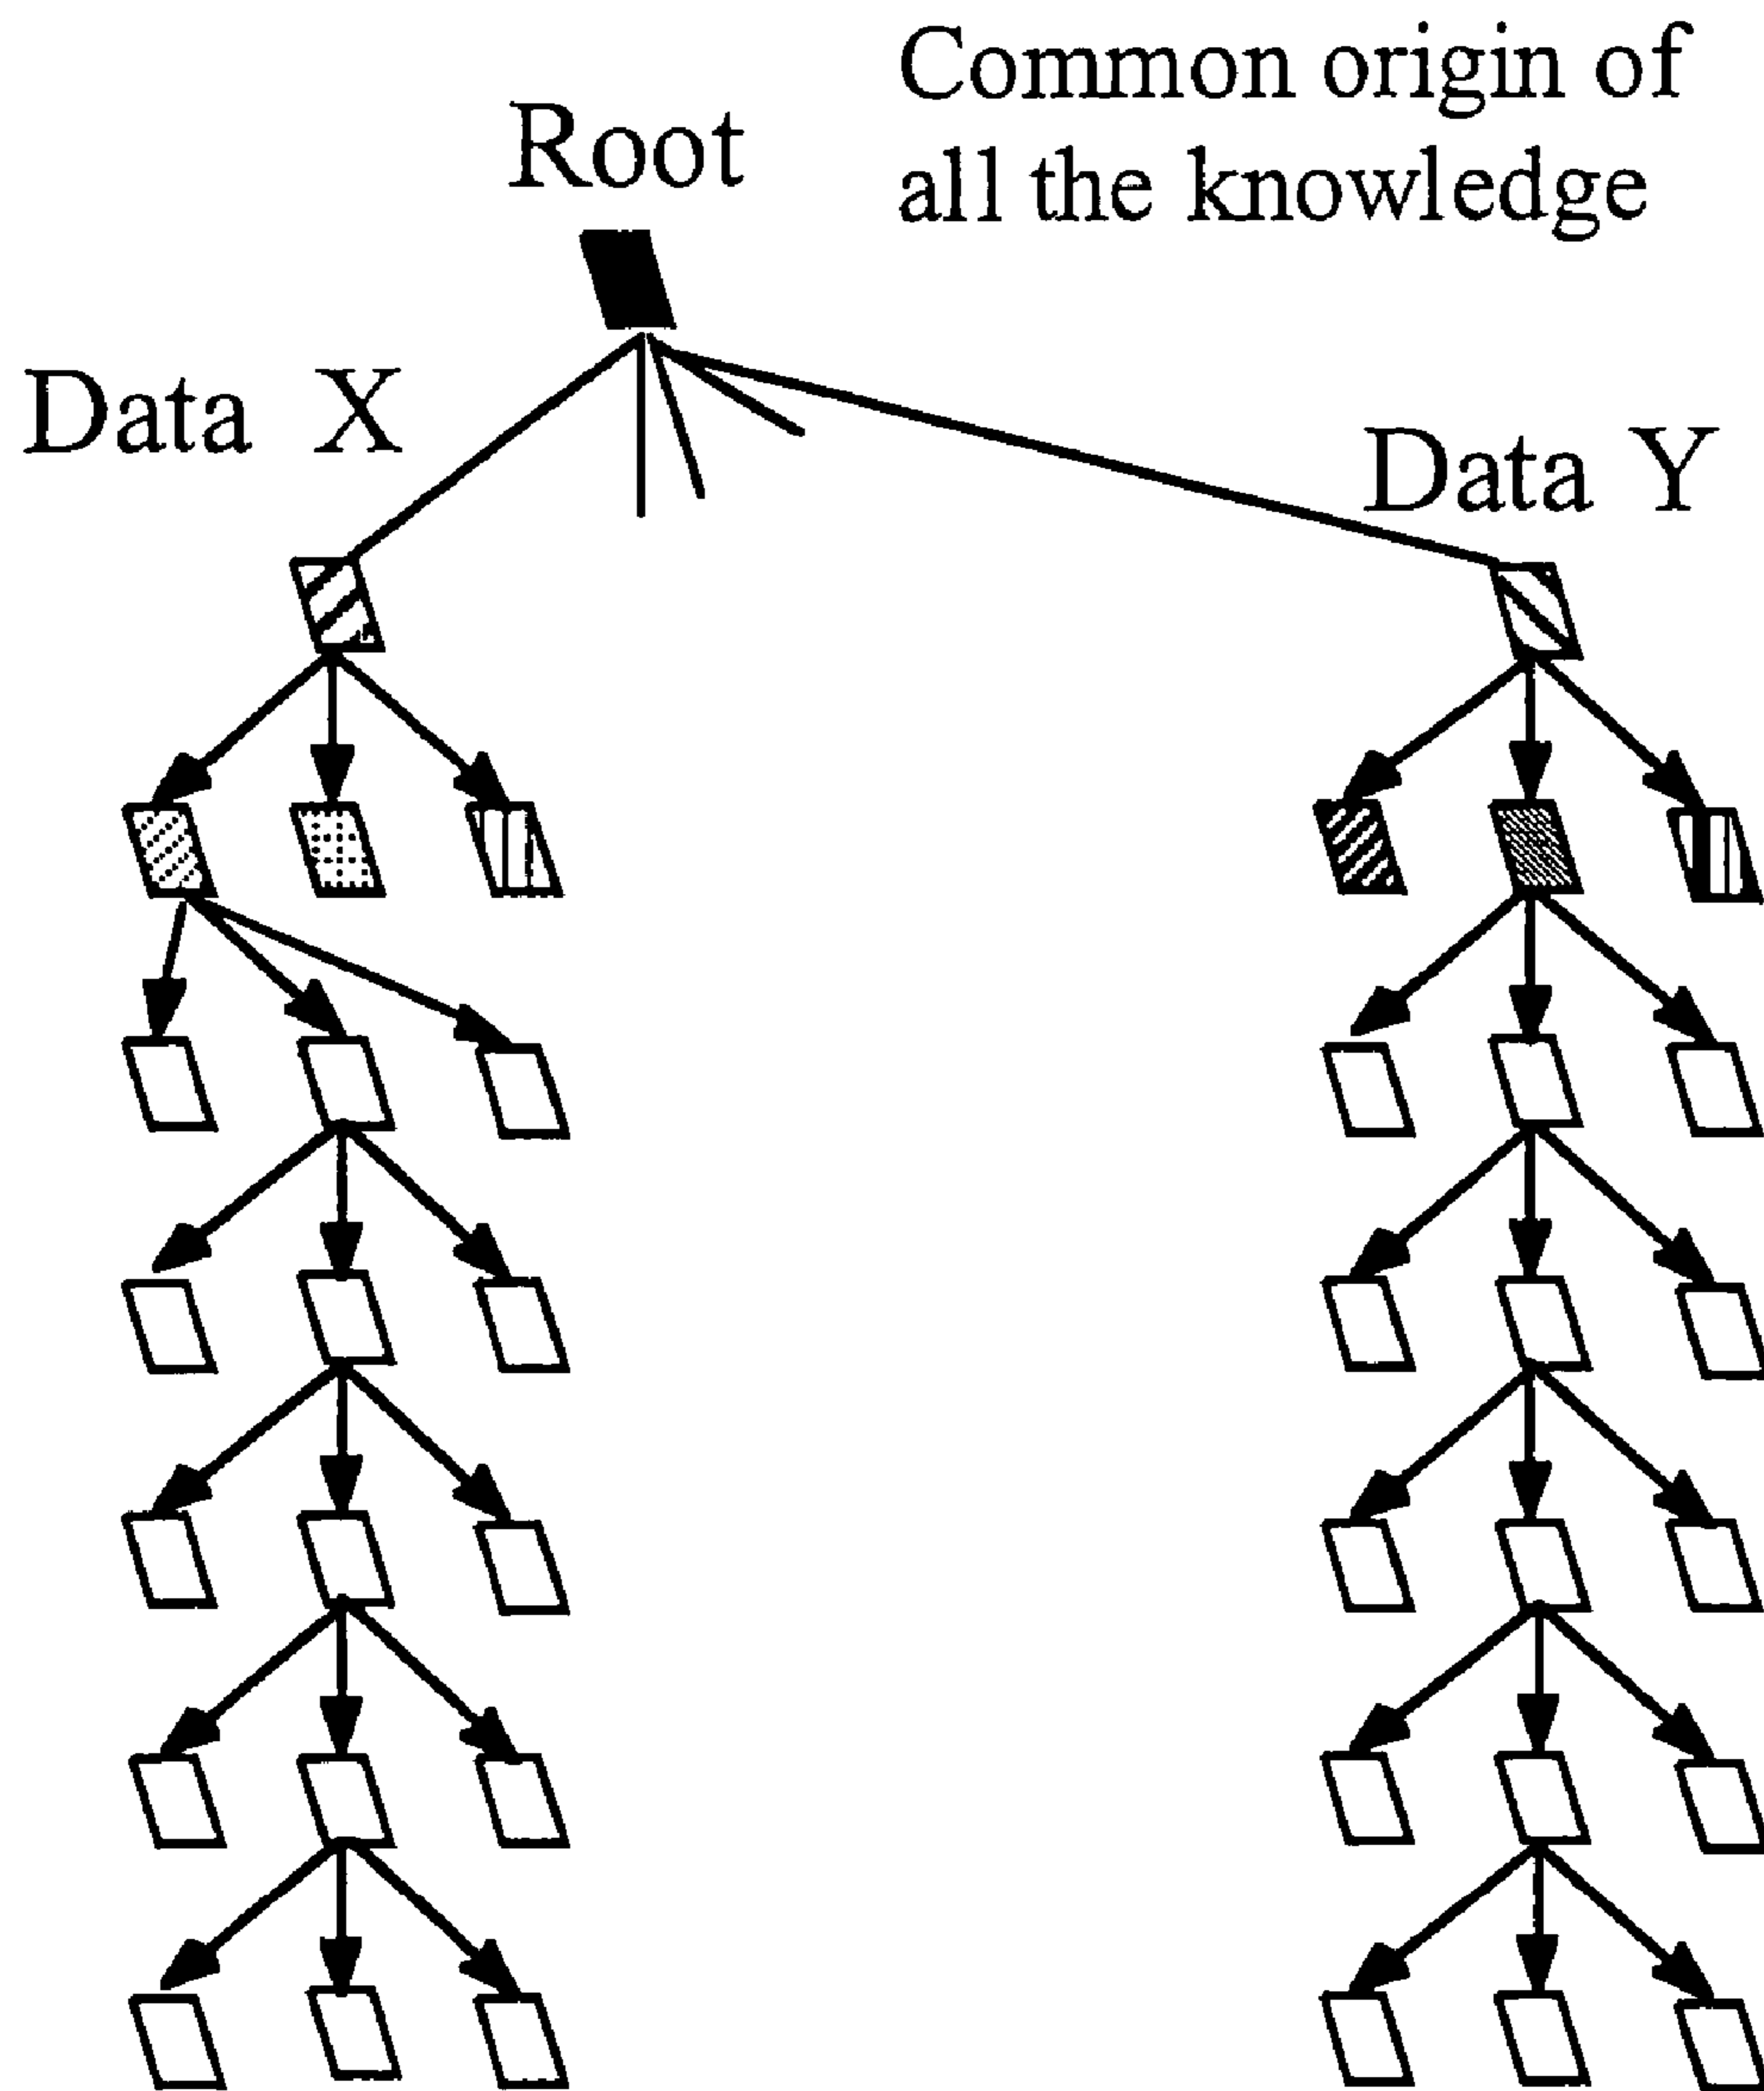 Common origin of
all the knowledge
Root
Data X
Data Y